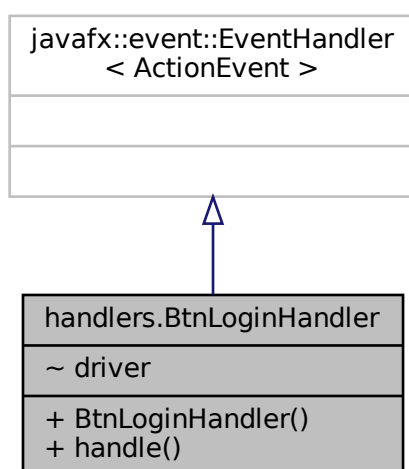 javafx::event::EventHandler
< ActionEvent >
handlers.BtnLoginHandler
~ driver
+ BtnLoginHandler()
+ handle()